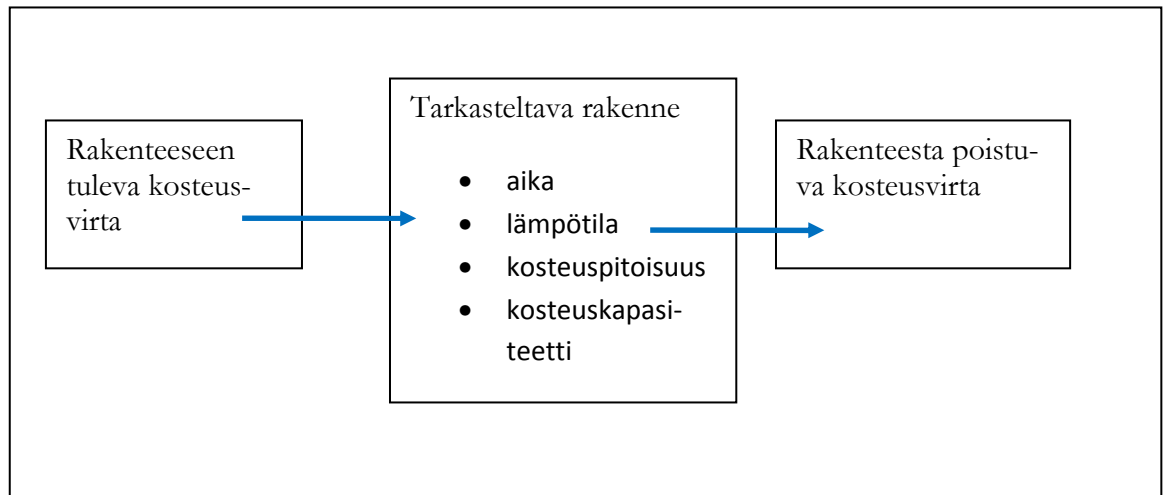 Rakenteeseen
tuleva kosteus-
virta
Tarkasteltava rakenne
• aika
• lämpötila
• kosteuspitoisuus
• kosteuskapasi-
teetti
Rakenteesta poistu-
va kosteusvirta